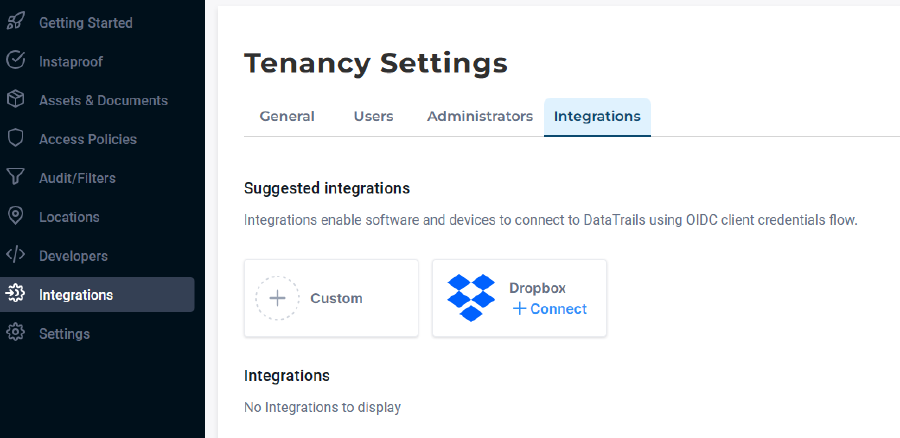 Getting Started
Instaproof
Assets & Documents
Access Policies
Audit/Filters
Locations
Developers
Integrations
Settings
Tenancy Settings
General Users Administrators Integrations
Suggested integrations
Integrations enable software and devices to connect to DataTrails using OIDC client credentials flow.
Custom
Dropbox
+ Connect
Integrations
No Integrations to display